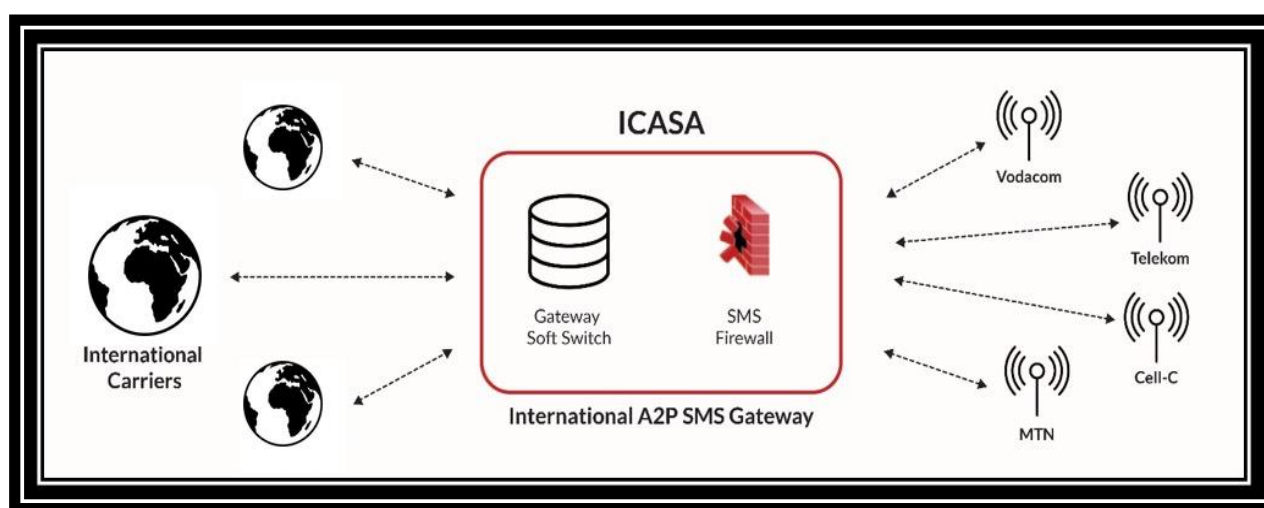 ICASA
International
Carriers
Gateway
Soft Switch
SMS
Firewall
International A2P SMS Gateway
Vodacom
Telekom
Cell-C
MTN